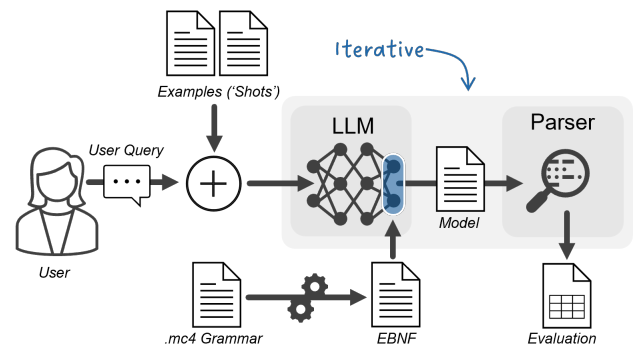 Iterative
Examples ('Shots')
LLM
Parser
User Query
Model
User
.mc4 Grammar
EBNF
Evaluation